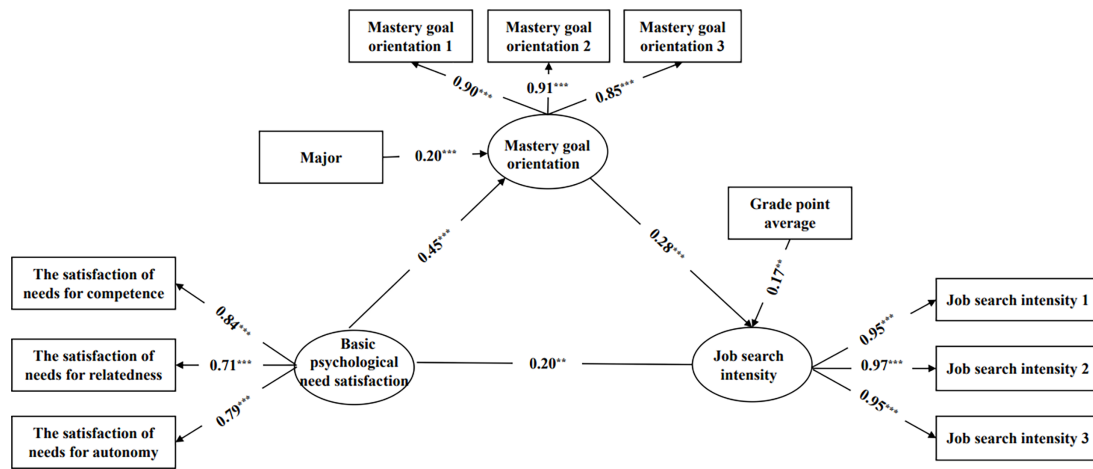 Mastery goal
orientation 1
Mastery goal
orientation 2
Mastery goal
orientation 3
0.90***
0.91***
0.85***
Major
0.20***
Mastery goal
orientation
Grade point
average
0.45***
0.28***
0.17**
The satisfaction of
needs for competence
The satisfaction of
needs for relatedness
The satisfaction of
needs for autonomy
0.84***
0.71***
0.79***
Basic
psychological
need satisfaction
0.20**
Job search
intensity
0.95***
0.97***
0.95***
Job search intensity 1
Job search intensity 2
Job search intensity 3